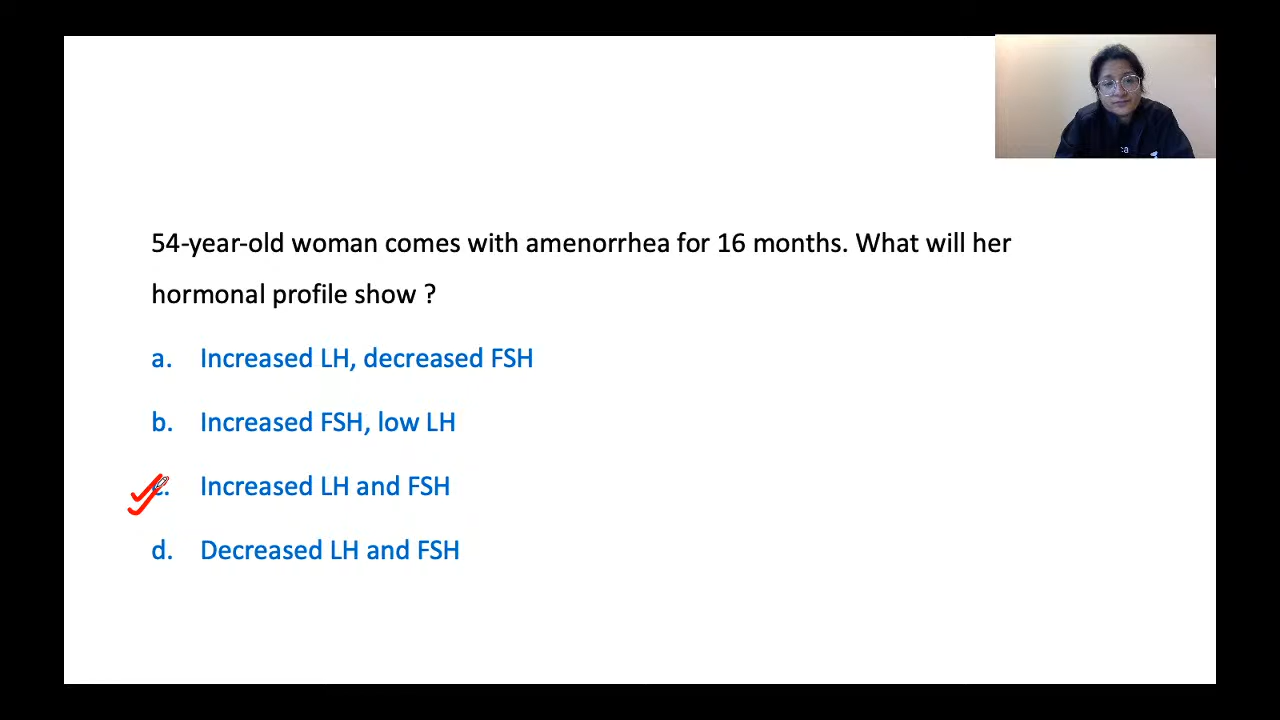 54-year-old woman comes with amenorrhea for 16 months. What will her
hormonal profile show ?
a. Increased LH, decreased FSH
b. Increased FSH, low LH
c. Increased LH and FSH
d. Decreased LH and FSH